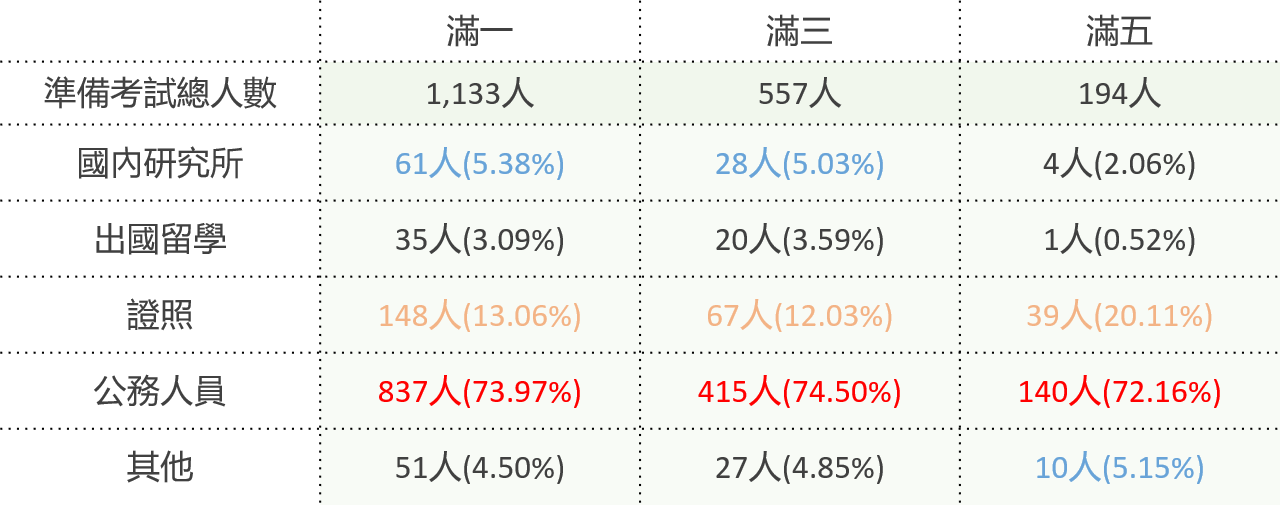 滿一 滿三 滿五
準備考試總人數 1,133人 557人 194人
國內研究所 61人(5.38%) 28人(5.03%) 4人(2.06%)
出國留學 35人(3.09%) 20人(3.59%) 1人(0.52%)
證照 148人(13.06%) 67人(12.03%) 39人(20.11%)
公務人員 837人(73.97%) 415人(74.50%) 140人(72.16%)
其他 51人(4.50%) 27人(4.85%) 10人(5.15%)